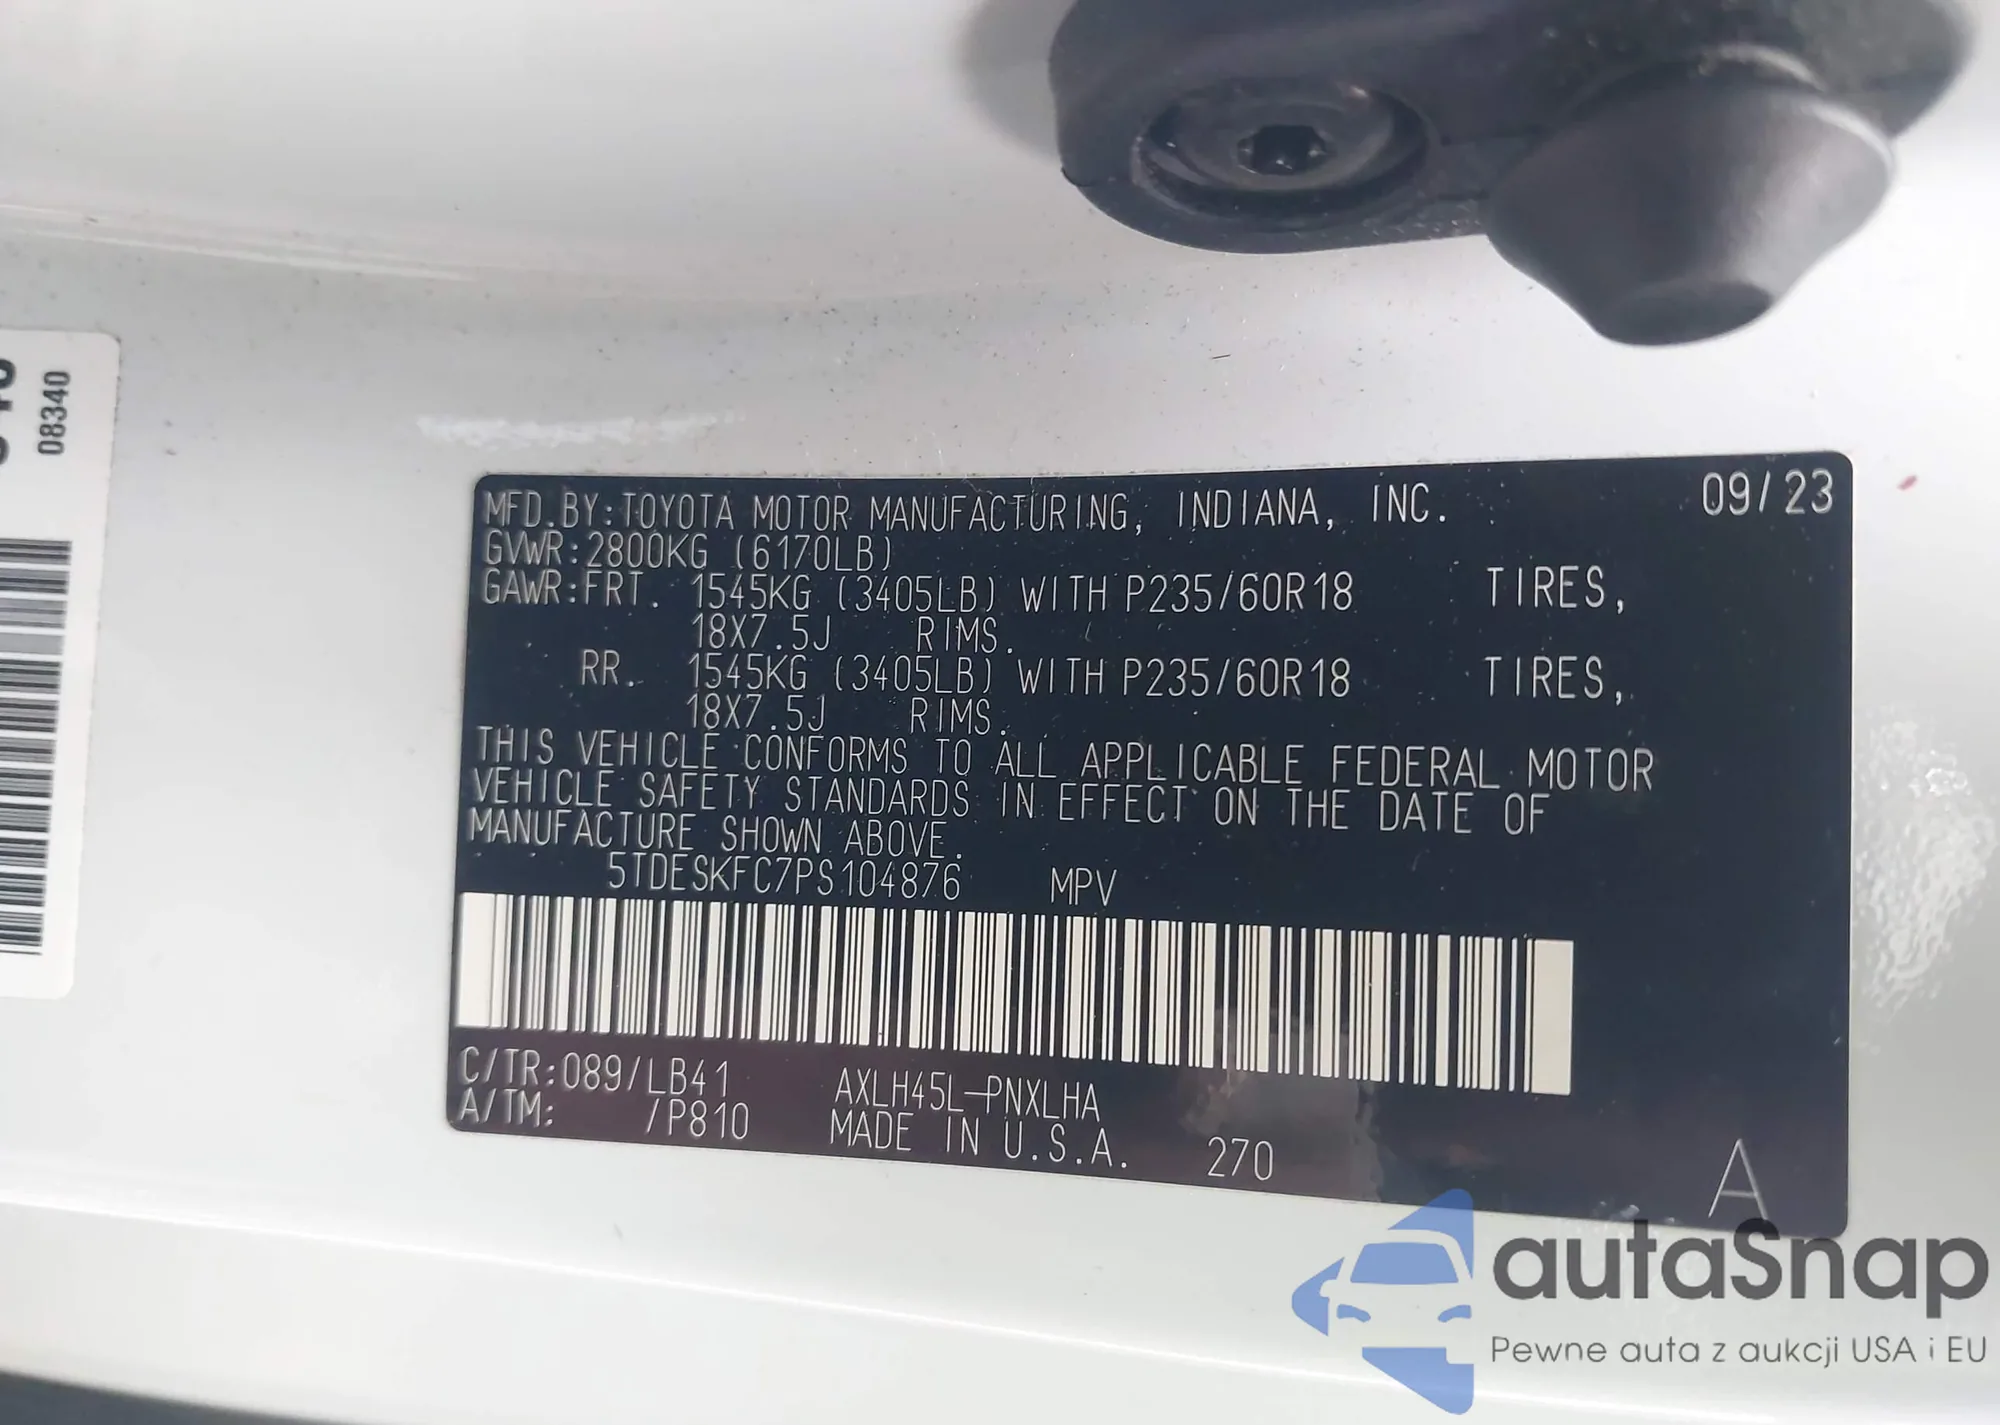 08340
MFD.BY:TOYOTA MOTOR MANUFACTURING, INDIANA, INC. 09/23
GVWR:2800KG (6170LB)
GAWR:FRT. 1545KG (3405LB) WITH P235/60R18 TIRES,
18X7.5J RIMS.
RR. 1545KG (3405LB) WITH P235/60R18 TIRES,
18X7.5J RIMS.
THIS VEHICLE CONFORMS TO ALL APPLICABLE FEDERAL MOTOR
VEHICLE SAFETY STANDARDS IN EFFECT ON THE DATE OF
MANUFACTURE SHOWN ABOVE.
5TDESKFC7PS104876 MPV
C/TR:089/LB41 AXLH45L-PNXLHA
A/TM: /P810 MADE IN U.S.A. 270 A
autaSnap
Pewne auta z aukcji USA i EU